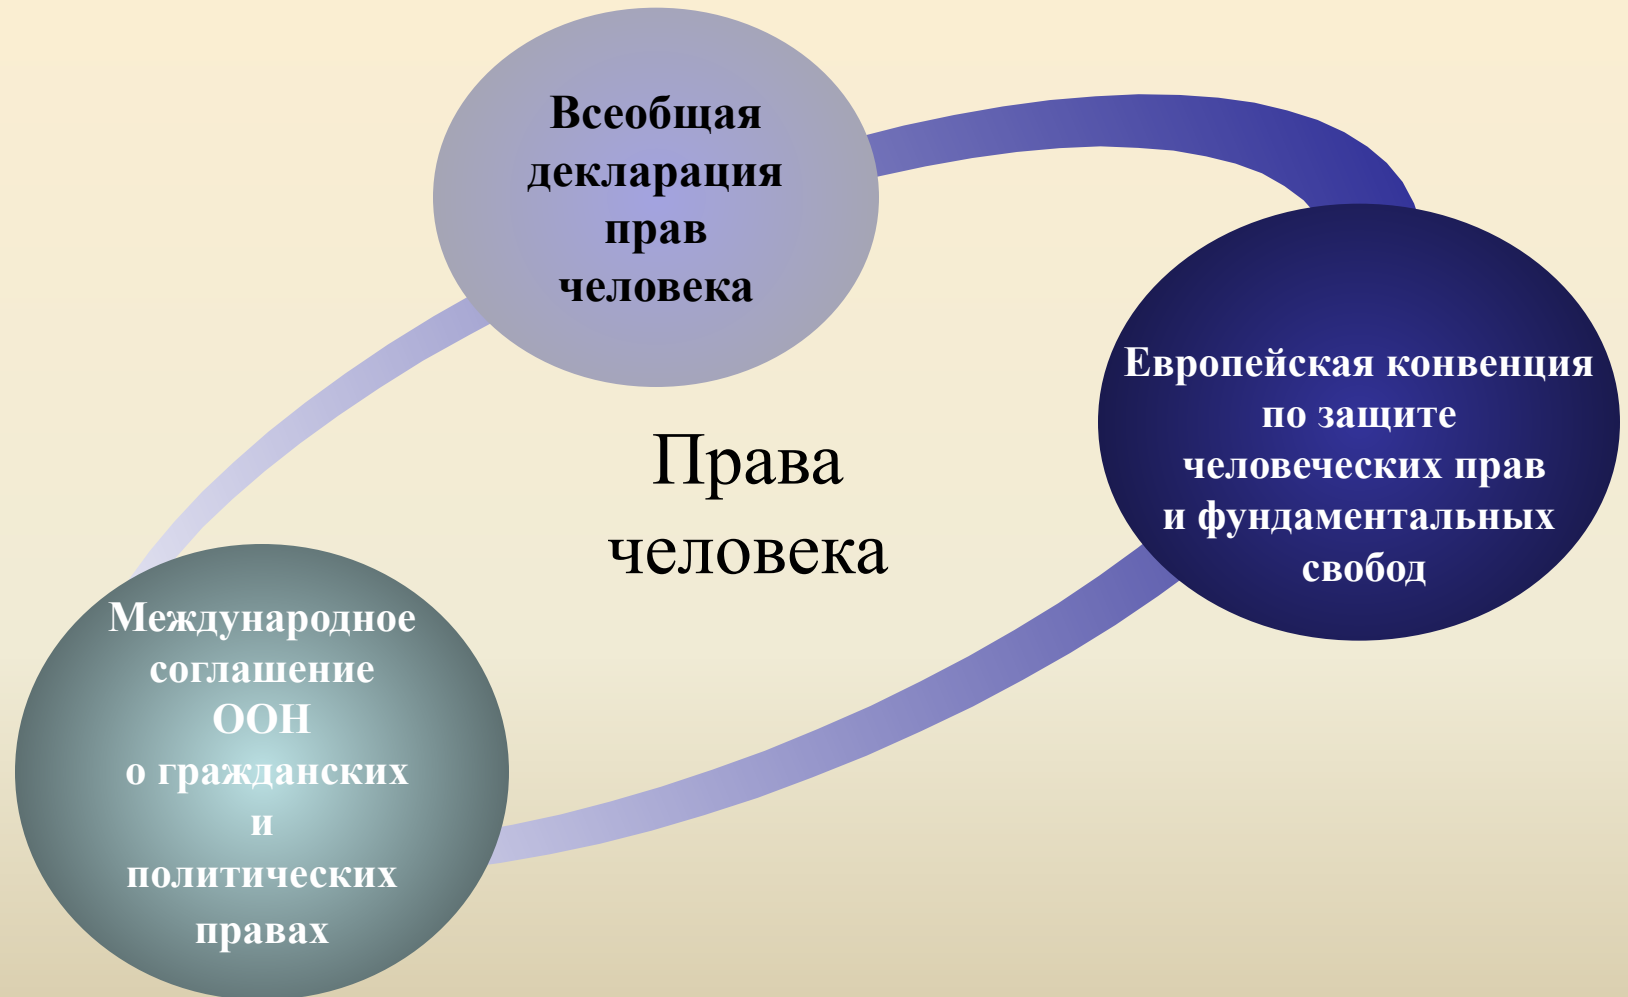 Всеобщая
декларация
прав
человека
Европейская конвенция
по защите
человеческих прав
и фундаментальных
свобод
Права
человека
Международное
соглашение
ООН
о гражданских
и
политических
правах